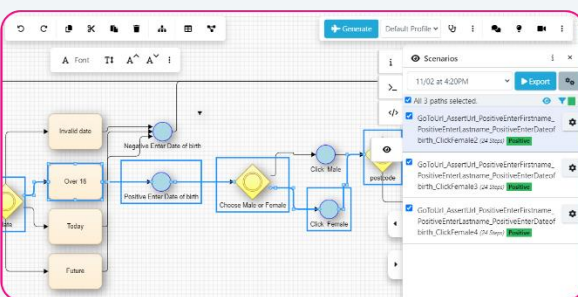 Generate
Default Profile
Font
Scenarios
11/02 at 4:20PM
Export
All 3 paths selected.
GoToUrl_AssertUrl_PositiveEnterFirstname_
PositiveEnterLastname_PositiveEnterDateof
birth_ClickFemale2 (24 Steps) Positive
GoToUrl_AssertUrl_PositiveEnterFirstname_
PositiveEnterLastname_PositiveEnterDateof
birth_ClickFemale3 (24 Steps) Positive
GoToUrl_AssertUrl_PositiveEnterFirstname_
PositiveEnterLastname_PositiveEnterDateof
birth_ClickFemale4 (24 Steps) Positive
Invalid date
Negative Enter Date of birth
Over 18
Positive Enter Date of birth
Choose Male or Female
Click Male
Click Female
postcode
Today
Future